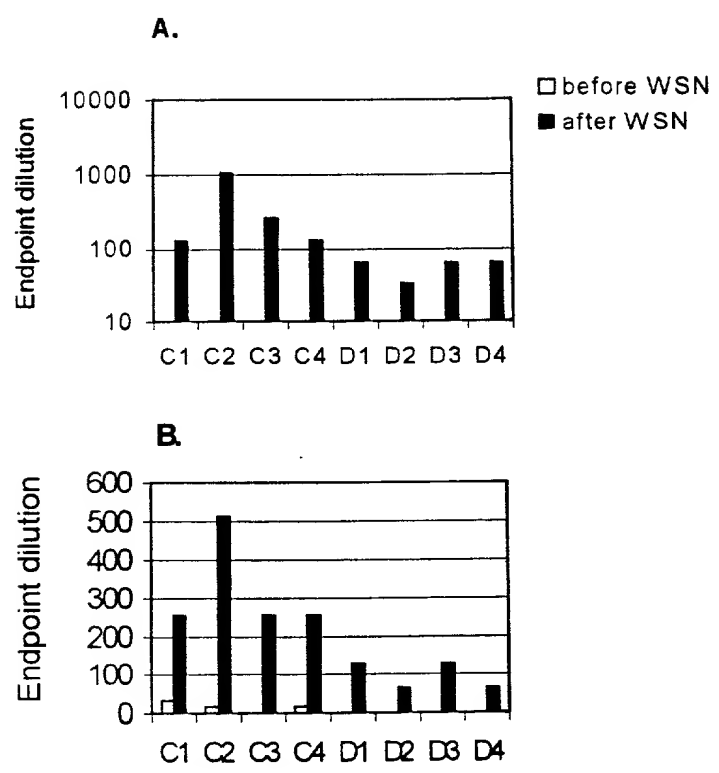 A.
before WSN
after WSN
Endpoint dilution
10000
1000
100
10
C1 C2 C3 C4 D1 D2 D3 D4
B.
Endpoint dilution
600
500
400
300
200
100
0
C1 C2 C3 C4 D1 D2 D3 D4